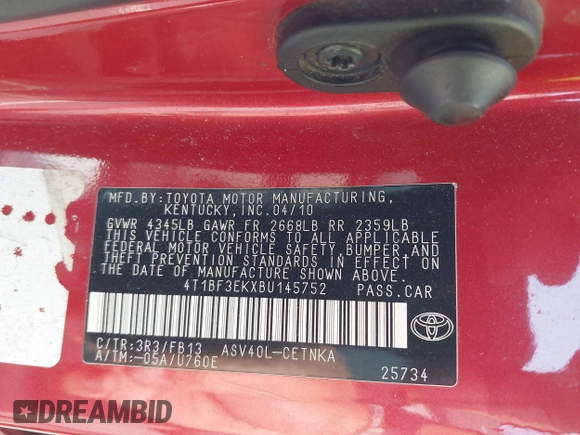 MFD.BY:TOYOTA MOTOR MANUFACTURING,
KENTUCKY, INC. 04/10
GVWR 4345LB GAWR FR 2668LB RR 2359LB
THIS VEHICLE CONFORMS TO ALL APPLICABLE
FEDERAL MOTOR VEHICLE SAFETY, BUMPER, AND
THEFT PREVENTION STANDARDS IN EFFECT ON
THE DATE OF MANUFACTURE SHOWN ABOVE.
4T1BF3EKXBU145752 PASS.CAR
C/TR:3R3/FB13 ASV40L-CETNKA
A/TM:-05A/U760E
25734
TOYOTA
DREAMBID